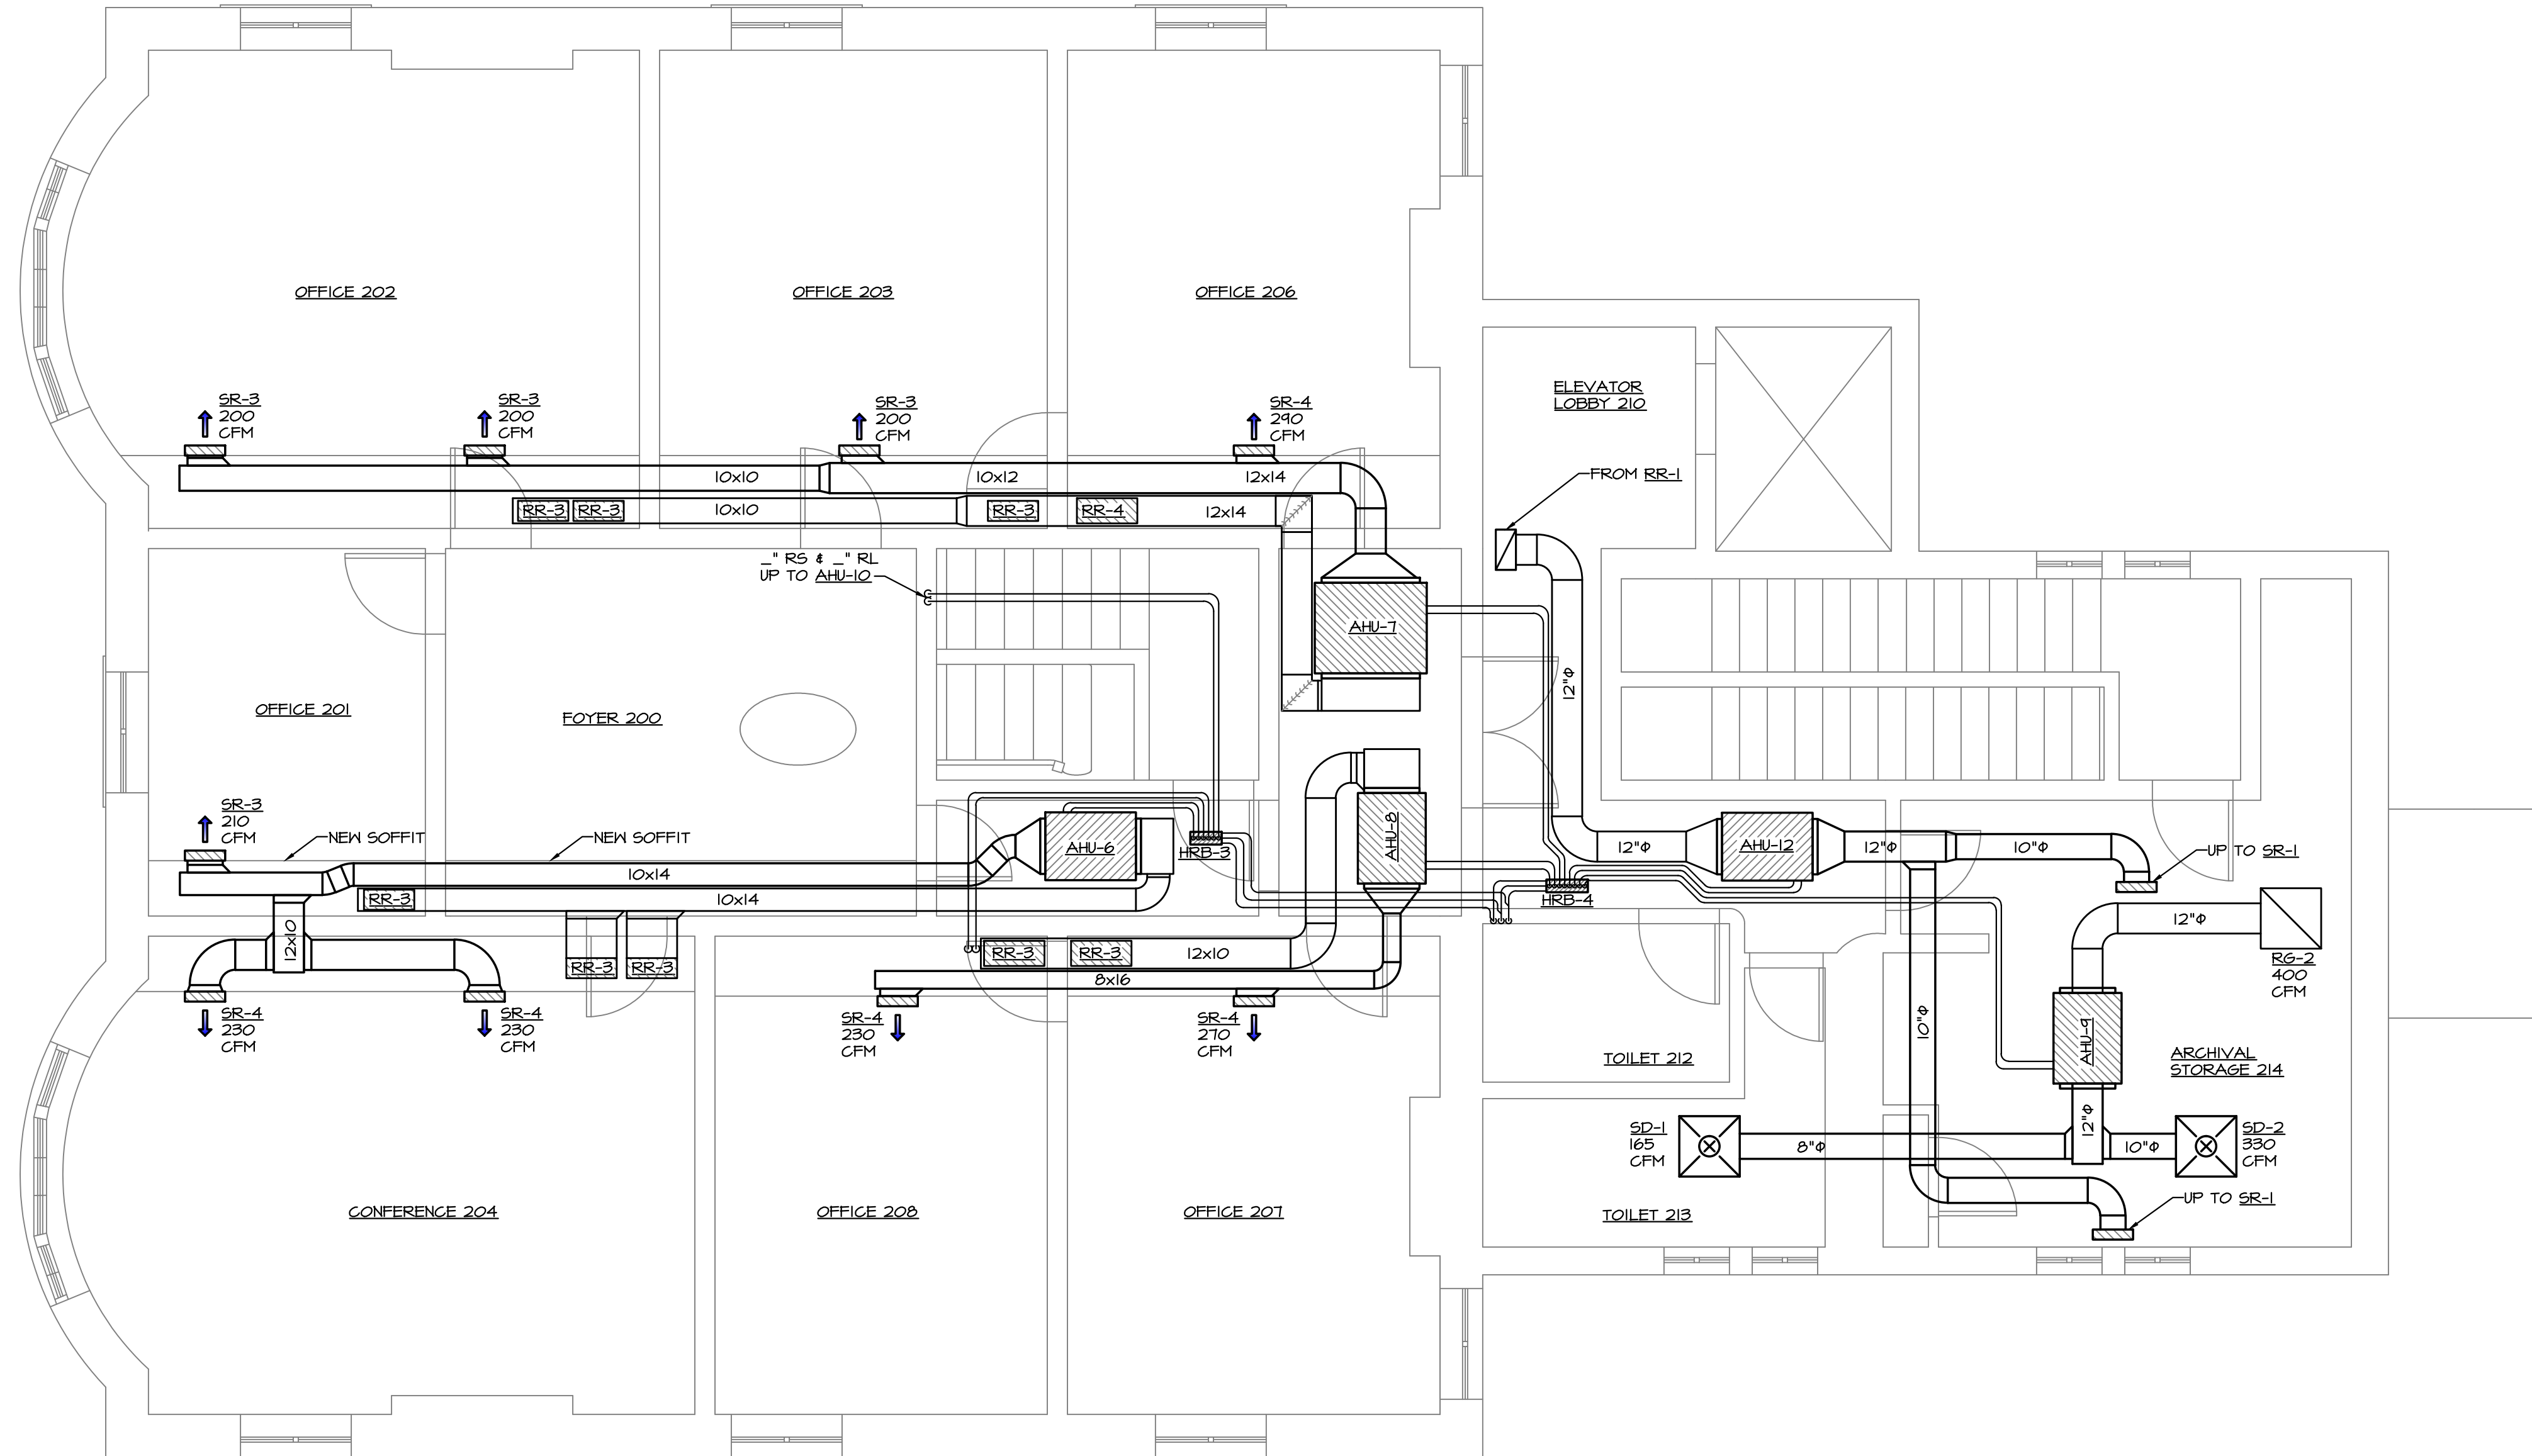 OFFICE 202
OFFICE 203
OFFICE 206
SR-3
200
CFM
SR-3
200
CFM
SR-3
200
CFM
SR-4
290
CFM
ELEVATOR
LOBBY 210
FROM RR-1
10x10
10x12
12x14
RR-3
RR-3
10x10
RR-3
RR-4
12x14
_" RS & _" RL
UP TO AHU-10
AHU-7
12"Φ
OFFICE 201
FOYER 200
SR-3
210
CFM
NEW SOFFIT
NEW SOFFIT
AHU-6
HRB-3
AHU-8
12"Φ
AHU-12
12"Φ
10"Φ
UP TO SR-1
10x14
RR-3
10x14
HRB-4
12x10
RR-3
RR-3
RR-3
RR-3
12x10
8x16
12"Φ
RG-2
400
CFM
SR-4
230
CFM
SR-4
230
CFM
SR-4
230
CFM
SR-4
270
CFM
10"Φ
AHU-9
TOILET 212
ARCHIVAL
STORAGE 214
SD-1
165
CFM
8"Φ
12"Φ
10"Φ
SD-2
330
CFM
UP TO SR-1
CONFERENCE 204
OFFICE 208
OFFICE 207
TOILET 213